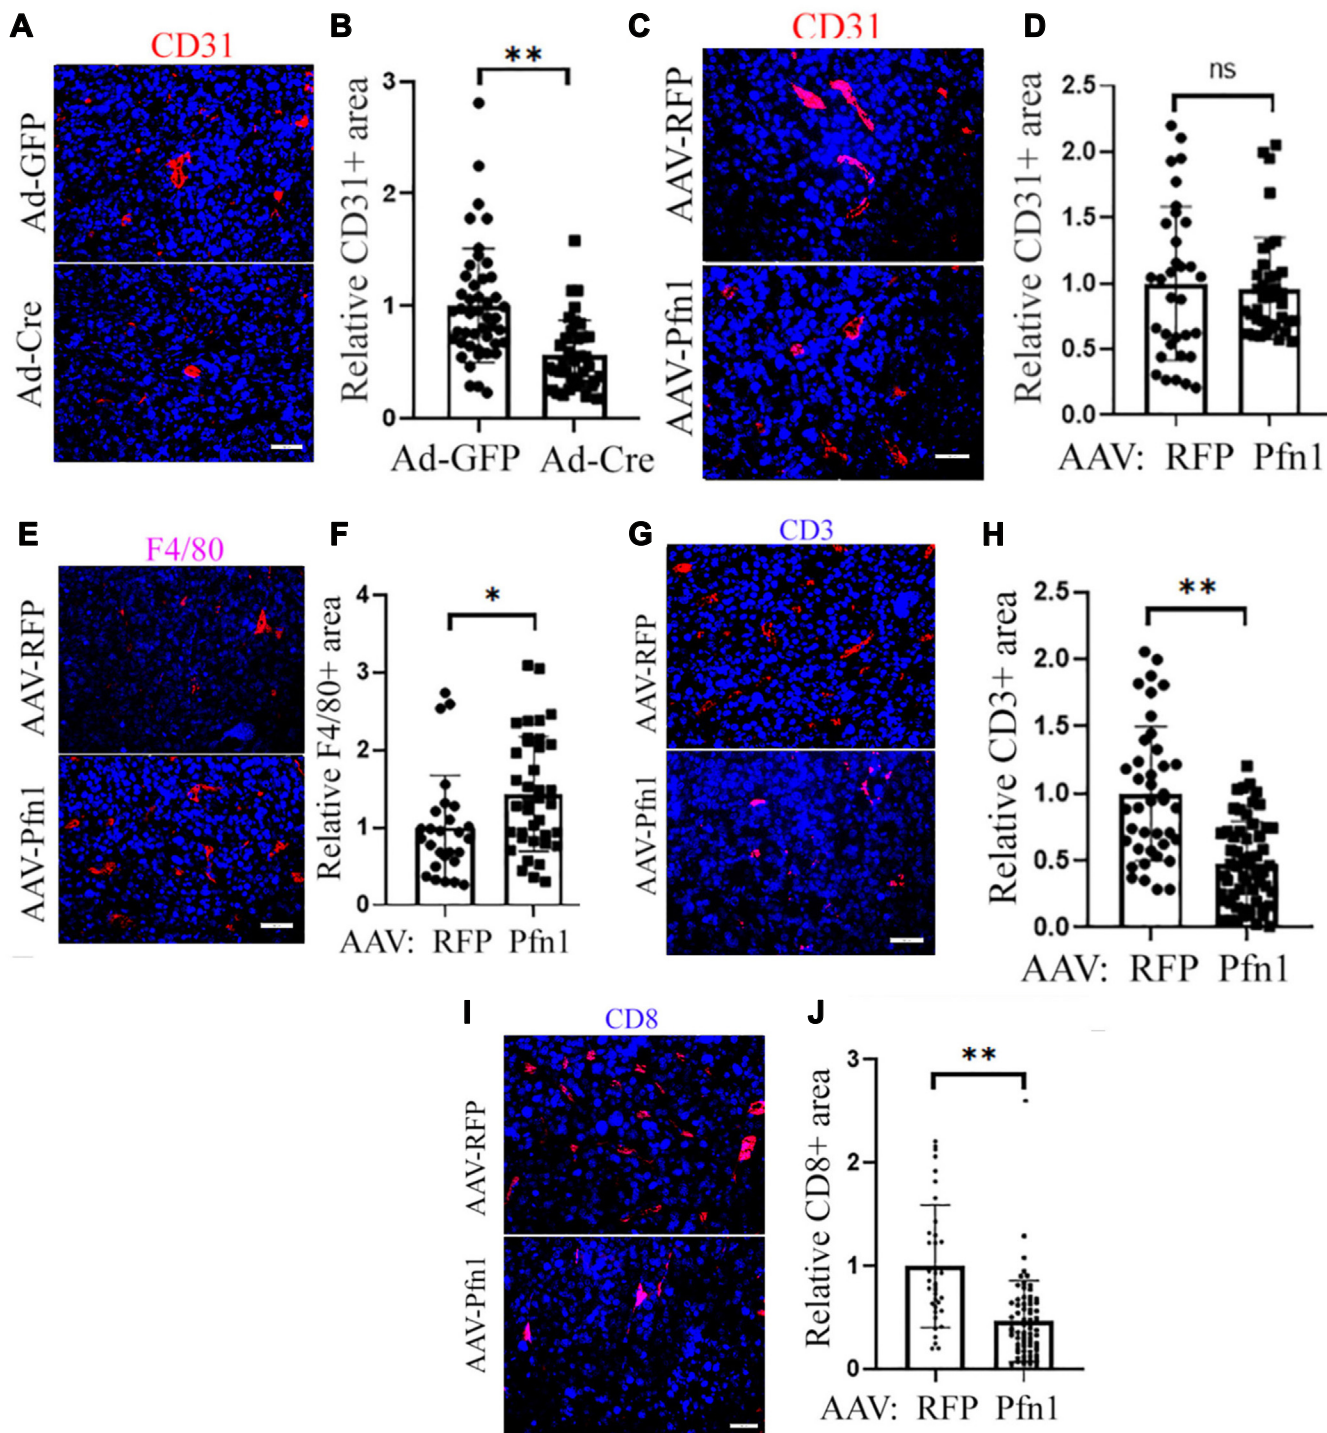 A
CD31
Ad-GFP
Ad-Cre
B
**
Relative CD31+ area
3
2
1
0
Ad-GFP Ad-Cre
C
CD31
AAV-RFP
AAV-Pfn1
D
ns
Relative CD31+ area
2.5
2.0
1.5
1.0
0.5
0.0
AAV: RFP Pfn1
E
F4/80
AAV-RFP
AAV-Pfn1
F
*
Relative F4/80+ area
4
3
2
1
0
AAV: RFP Pfn1
G
CD3
AAV-RFP
AAV-Pfn1
H
**
Relative CD3+ area
2.5
2.0
1.5
1.0
0.5
0.0
AAV: RFP Pfn1
I
CD8
AAV-RFP
AAV-Pfn1
J
**
Relative CD8+ area
3
2
1
0
AAV: RFP Pfn1